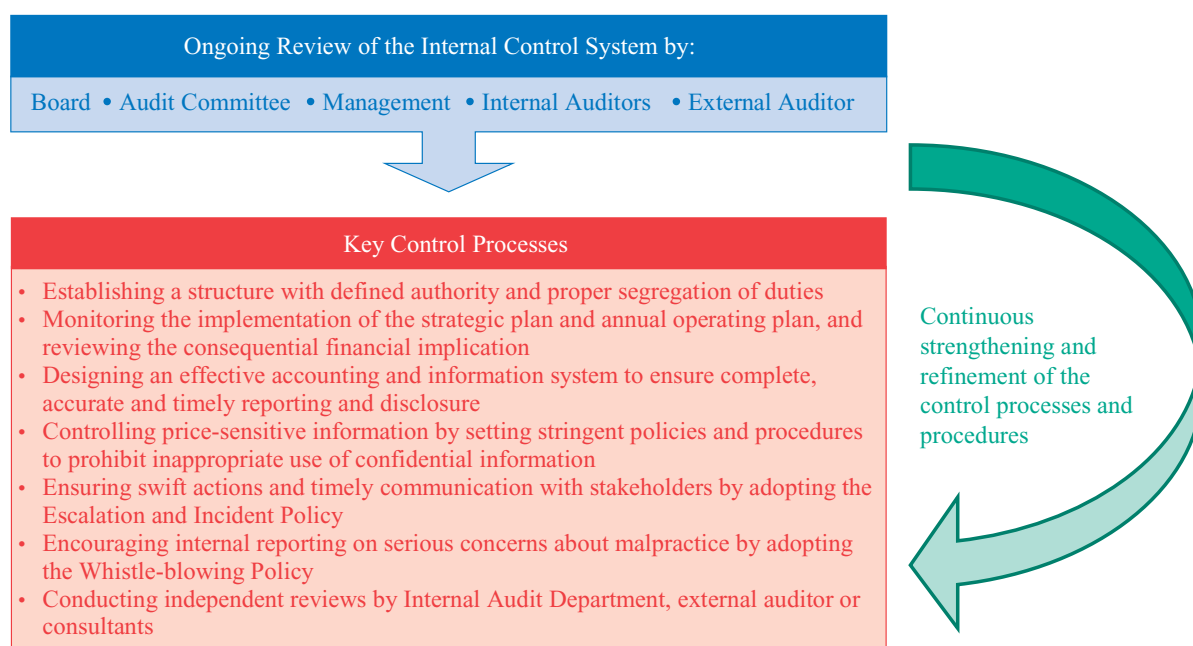 Ongoing Review of the Internal Control System by:
Board • Audit Committee • Management • Internal Auditors • External Auditor
Key Control Processes
• Establishing a structure with defined authority and proper segregation of duties
• Monitoring the implementation of the strategic plan and annual operating plan, and
reviewing the consequential financial implication
• Designing an effective accounting and information system to ensure complete,
accurate and timely reporting and disclosure
• Controlling price-sensitive information by setting stringent policies and procedures
to prohibit inappropriate use of confidential information
• Ensuring swift actions and timely communication with stakeholders by adopting the
Escalation and Incident Policy
• Encouraging internal reporting on serious concerns about malpractice by adopting
the Whistle-blowing Policy
• Conducting independent reviews by Internal Audit Department, external auditor or
consultants
Continuous
strengthening and
refinement of the
control processes and
procedures